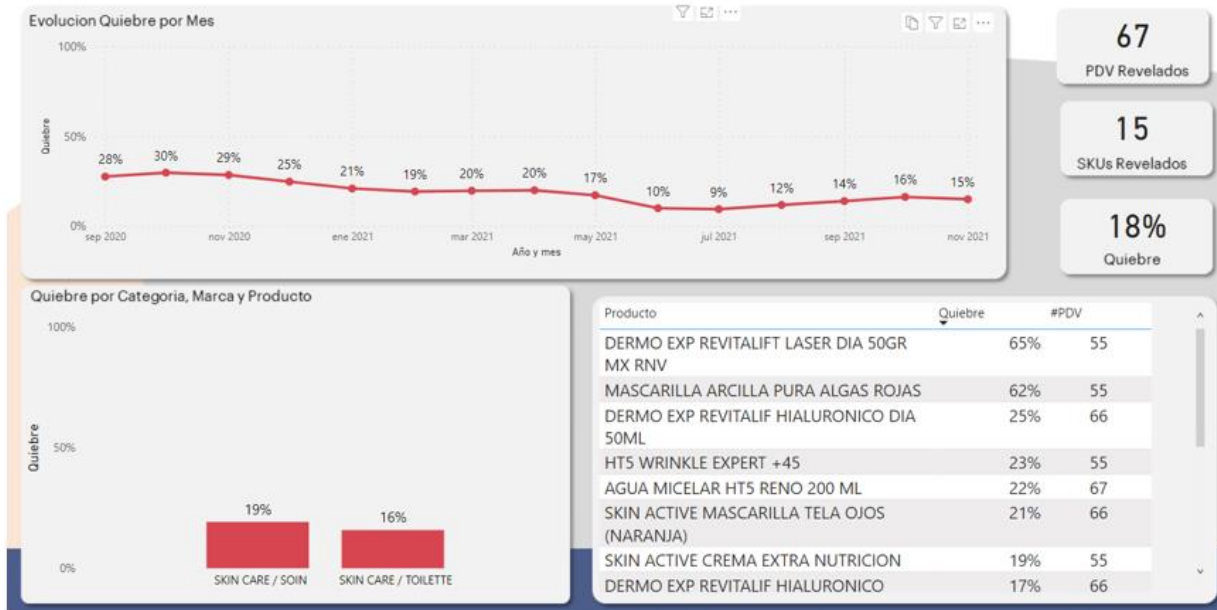 Evolucion Quiebre por Mes
100%
50%
0%
Quiebre
28%
30%
29%
25%
21%
19%
20%
20%
17%
10%
9%
12%
14%
16%
15%
sep 2020
nov 2020
ene 2021
mar 2021
may 2021
jul 2021
sep 2021
nov 2021
Año y mes
67
PDV Revelados
15
SKUs Revelados
18%
Quiebre
Quiebre por Categoria, Marca y Producto
100%
50%
0%
Quiebre
19%
16%
SKIN CARE / SOIN
SKIN CARE / TOILETTE
Producto Quiebre #PDV
DERMO EXP REVITALIFT LASER DIA 50GR 65% 55
MX RNV
MASCARILLA ARCILLA PURA ALGAS ROJAS 62% 55
DERMO EXP REVITALIF HIALURONICO DIA 25% 66
50ML
HT5 WRINKLE EXPERT +45 23% 55
AGUA MICELAR HT5 RENO 200 ML 22% 67
SKIN ACTIVE MASCARILLA TELA OJOS 21% 66
(NARANJA)
SKIN ACTIVE CREMA EXTRA NUTRICION 19% 55
DERMO EXP REVITALIF HIALURONICO 17% 66